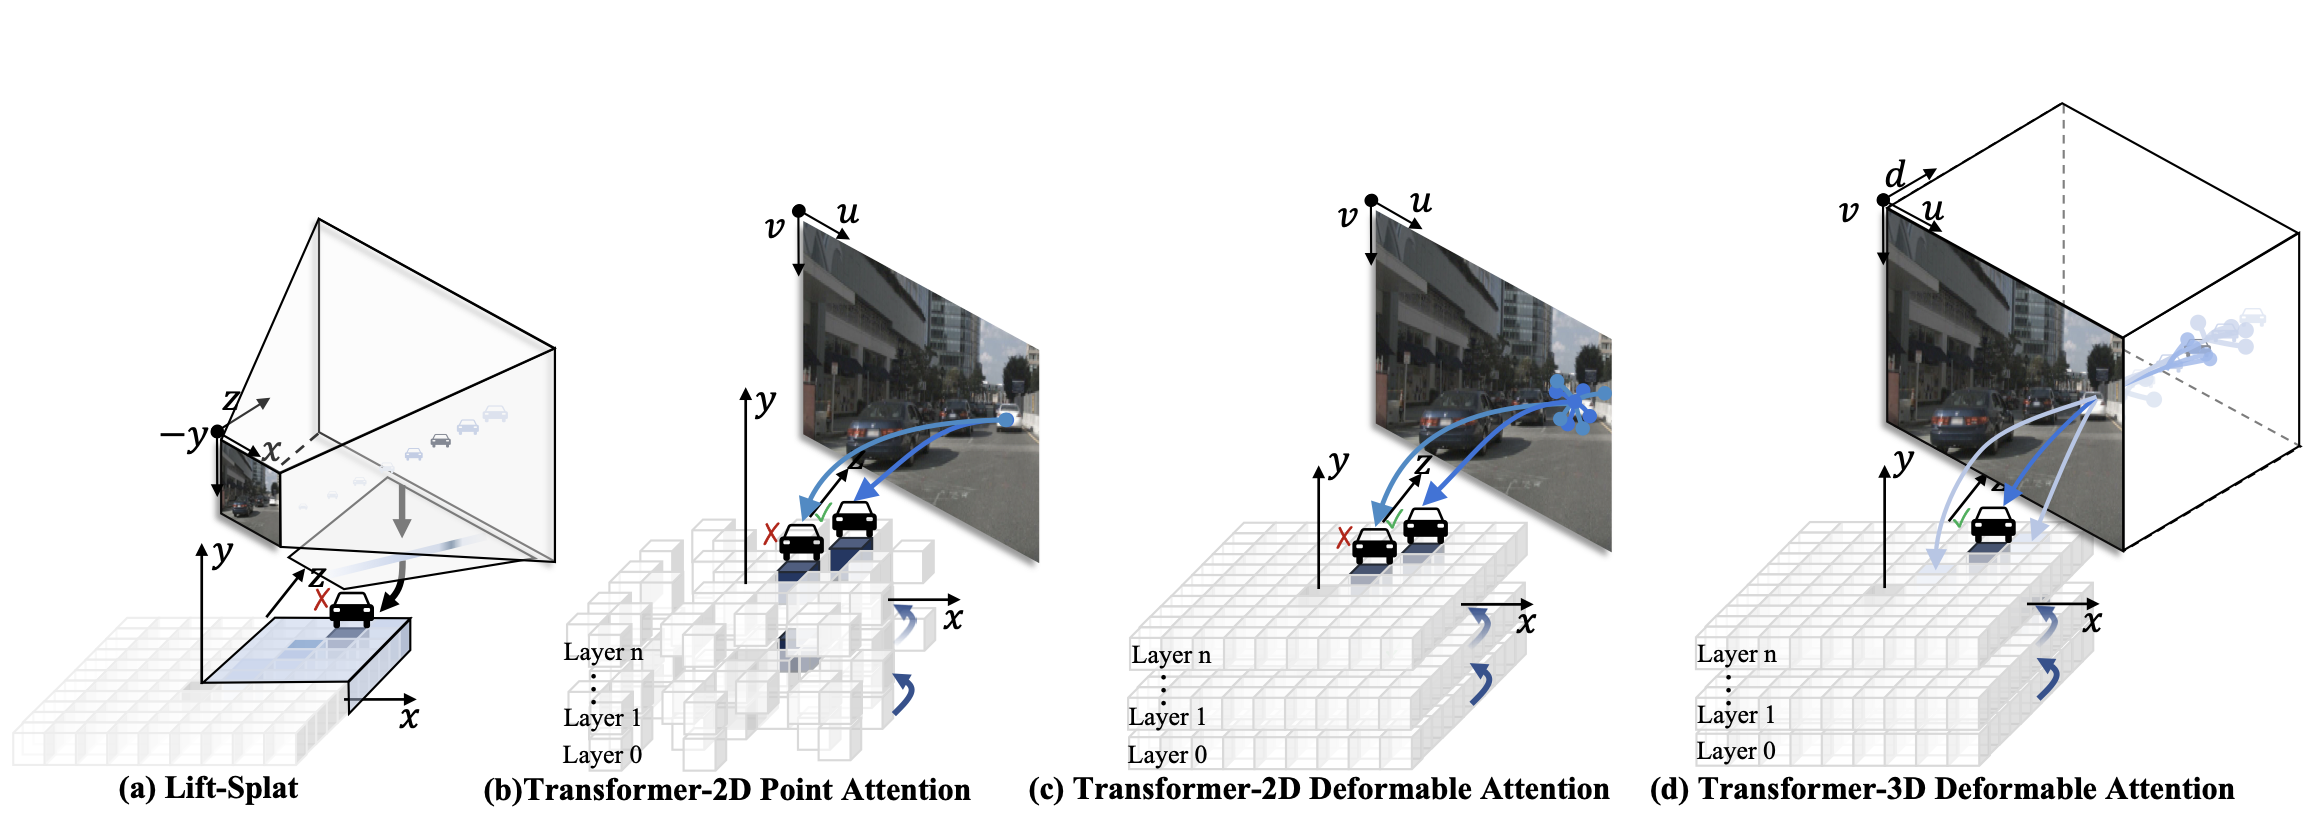 z
−y
x
y
z
✗
x
(a) Lift-Splat
v
u
y
z
✗
✓
x
Layer n
⋮
Layer 1
Layer 0
(b)Transformer-2D Point Attention
v
u
y
z
✗
✓
x
Layer n
⋮
Layer 1
Layer 0
(c) Transformer-2D Deformable Attention
d
v
u
y
z
✓
x
Layer n
⋮
Layer 1
Layer 0
(d) Transformer-3D Deformable Attention